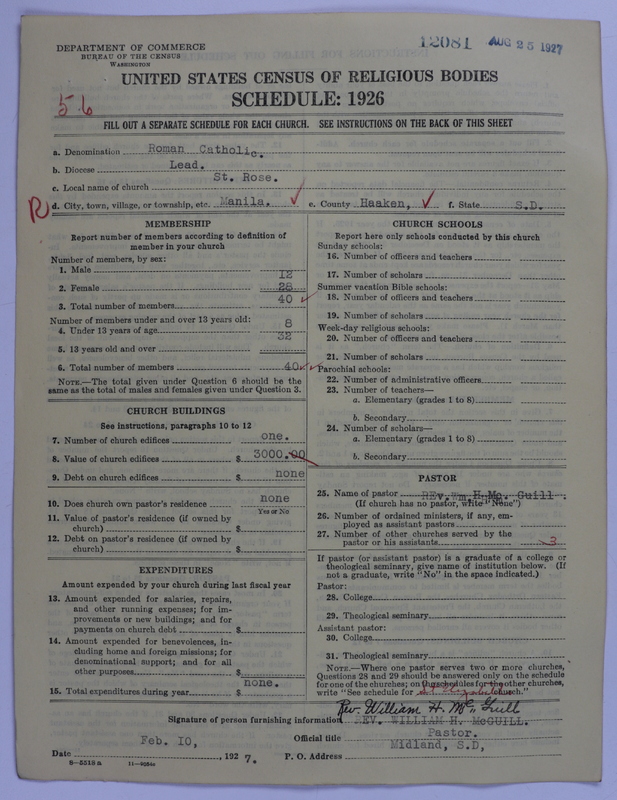 12081 AUG 25 1927
DEPARTMENT OF COMMERCE
BUREAU OF THE CENSUS
WASHINGTON
UNITED STATES CENSUS OF RELIGIOUS BODIES
SCHEDULE: 1926
56
FILL OUT A SEPARATE SCHEDULE FOR EACH CHURCH. SEE INSTRUCTIONS ON THE BACK OF THIS SHEET
a. Denomination Roman Catholic.
b. Diocese Lead.
c. Local name of church St. Rose.
R d. City, town, village, or township, etc. Manila. e. County Haaken, f. State S.D.
MEMBERSHIP
Report number of members according to definition of
member in your church
Number of members, by sex:
1. Male 12
2. Female 28
3. Total number of members 40
Number of members under and over 13 years old:
4. Under 13 years of age 8
5. 13 years old and over 32
6. Total number of members 40
NOTE.—The total given under Question 6 should be the
same as the total of males and females given under Question 3.
CHURCH BUILDINGS
See instructions, paragraphs 10 to 12
7. Number of church edifices one.
8. Value of church edifices $ 3000.00
9. Debt on church edifices $ none
10. Does church own pastor's residence none
Yes or No
11. Value of pastor's residence (if owned by
church) $
12. Debt on pastor's residence (if owned by
church) $
EXPENDITURES
Amount expended by your church during last fiscal year
13. Amount expended for salaries, repairs,
and other running expenses; for im-
provements or new buildings; and for
payments on church debt $
14. Amount expended for benevolences, in-
cluding home and foreign missions; for
denominational support; and for all
other purposes $
15. Total expenditures during year $ none.
CHURCH SCHOOLS
Report here only schools conducted by this church
Sunday schools:
16. Number of officers and teachers
17. Number of scholars
Summer vacation Bible schools:
18. Number of officers and teachers
19. Number of scholars
Week-day religious schools:
20. Number of officers and teachers
21. Number of scholars
Parochial schools:
22. Number of administrative officers
23. Number of teachers—
a. Elementary (grades 1 to 8)
b. Secondary
24. Number of scholars—
a. Elementary (grades 1 to 8)
b. Secondary
PASTOR
25. Name of pastor REv.Wm.H.Mc. Guill .
(If church has no pastor, write "None")
26. Number of ordained ministers, if any, em-
ployed as assistant pastors
27. Number of other churches served by the
pastor or his assistants 3
If pastor (or assistant pastor) is a graduate of a college or
theological seminary, give name of institution below. (If
not a graduate, write "No" in the space indicated.)
Pastor:
28. College
29. Theological seminary
Assistant pastor:
30. College
31. Theological seminary
NOTE.—Where one pastor serves two or more churches,
Questions 28 and 29 should be answered only on the schedule
for one of the churches; on the schedules for the other churches,
write "See schedule for St. church."
Rev. William H. McGuill
Signature of person furnishing information REV. WILLIAM H. McGUILL.
Official title Pastor.
Date Feb. 10, , 1927. P. O. Address Midland, S.D,
8—5518 a 11—9034